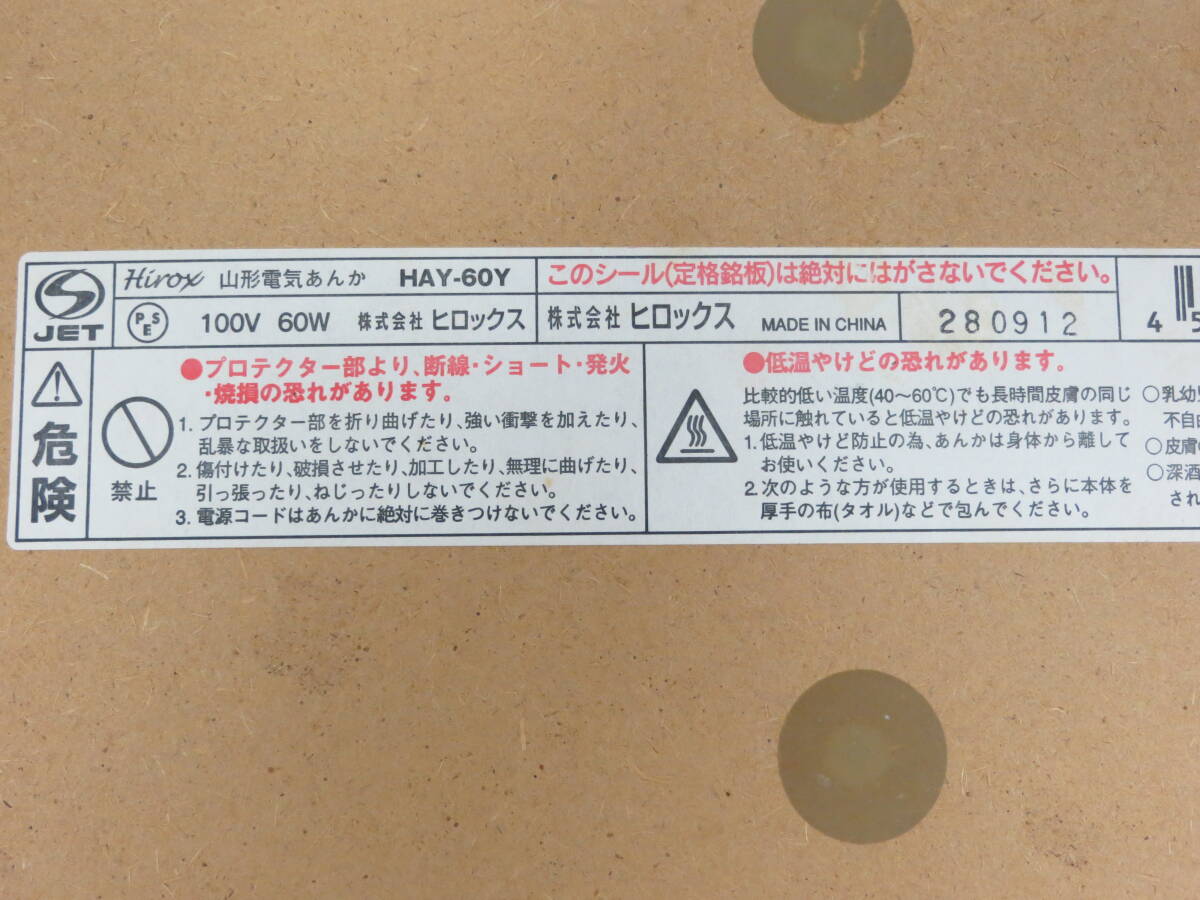 S JET
Hirox 山形電気あんか HAY-60Y
このシール(定格銘板)は絶対にはがさないでください。
PSE 100V 60W 株式会社 ヒロックス
株式会社 ヒロックス MADE IN CHINA 280912
4 5
危険
禁止
●プロテクター部より、断線・ショート・発火
・焼損の恐れがあります。
1. プロテクター部を折り曲げたり、強い衝撃を加えたり、
乱暴な取扱いをしないでください。
2. 傷付けたり、破損させたり、加工したり、無理に曲げたり、
引っ張ったり、ねじったりしないでください。
3. 電源コードはあんかに絶対に巻きつけないでください。
●低温やけどの恐れがあります。
比較的低い温度(40〜60℃)でも長時間皮膚の同じ
場所に触れていると低温やけどの恐れがあります。
1. 低温やけど防止の為、あんかは身体から離して
お使いください。
2. 次のような方が使用するときは、さらに本体を
厚手の布(タオル)などで包んでください。
○乳幼
不自
○皮膚
○深酒
され